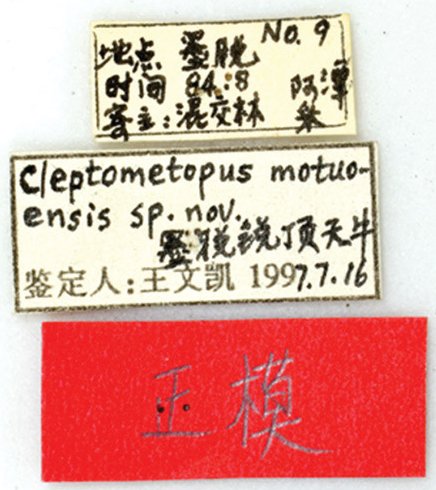 No. 9
地点 墨脱
时间 84.:8 阿潭
寄主:混交林
Cleptometopus motuo-
ensis sp. nov.
墨脱锐顶天牛
鉴定人:王文凯 1997.7.16
正模